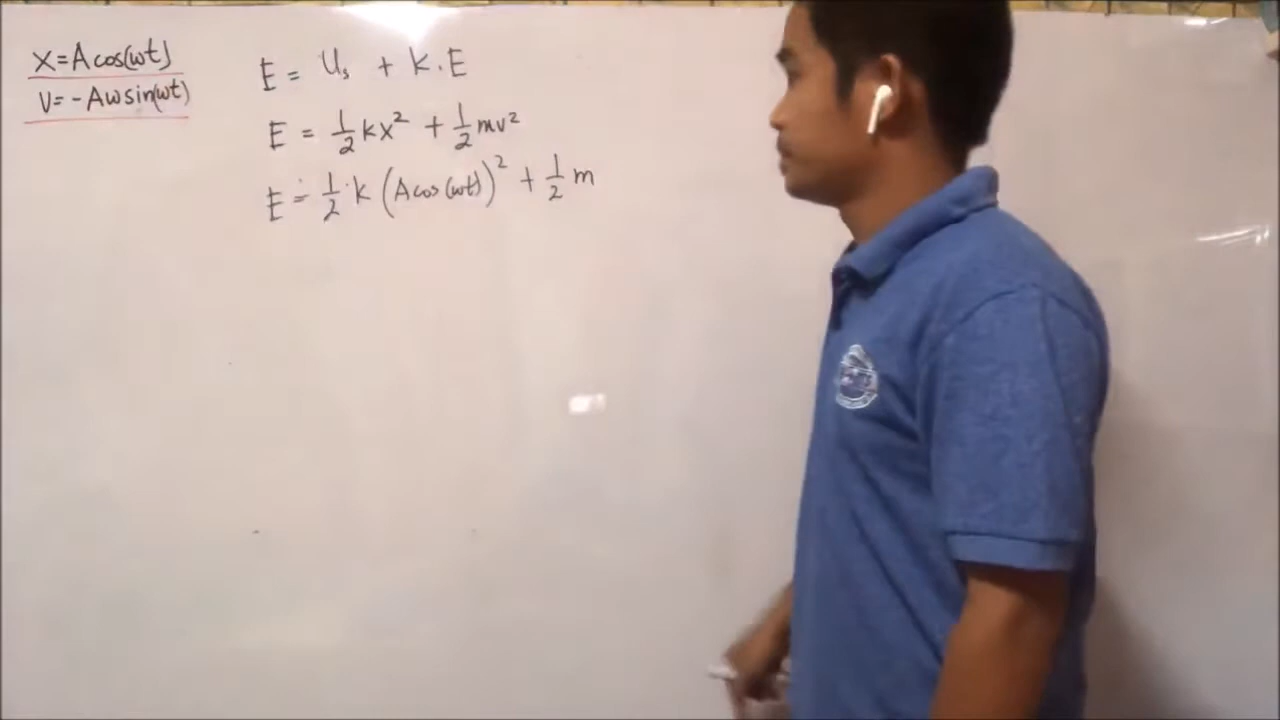 x=Acos(ωt)
v=-Aωsin(ωt)
E = Us + K.E
E = 1/2 kx² + 1/2 mv²
E = 1/2 k (Acos(ωt))² + 1/2 m